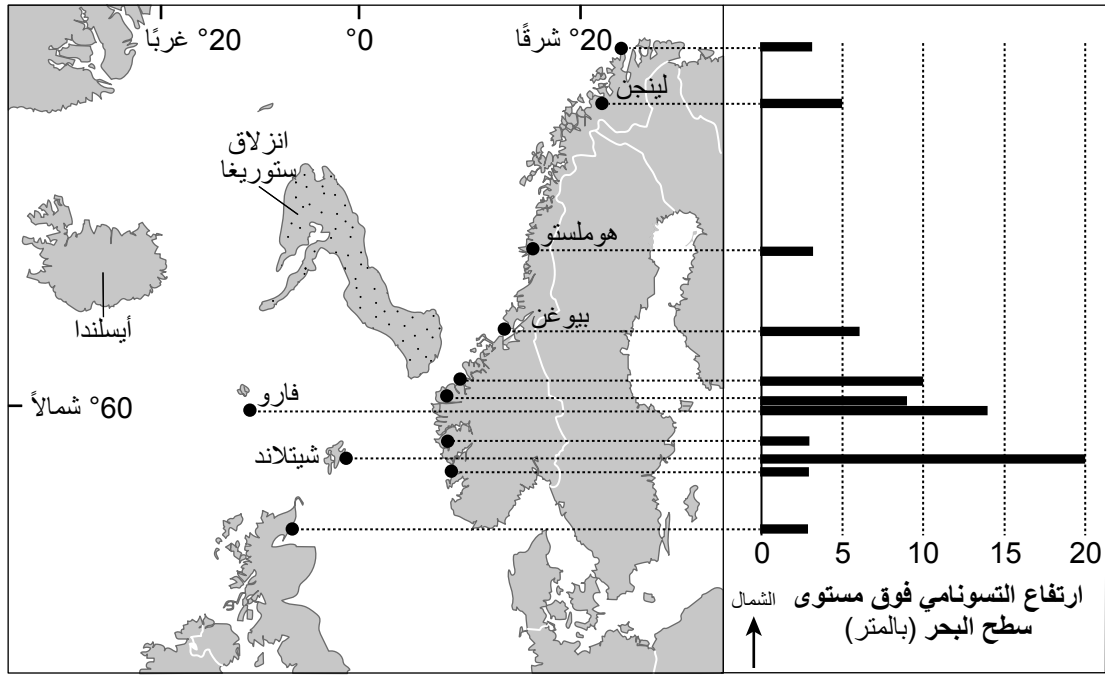 20° غربًا
0°
20° شرقًا
لينجن
انزلاق
ستوريغا
هوملستو
بيوغن
أيسلندا
60° شمالاً
فارو
شيتلاند
0 5 10 15 20
ارتفاع التسونامي فوق مستوى
سطح البحر (بالمتر)
الشمال